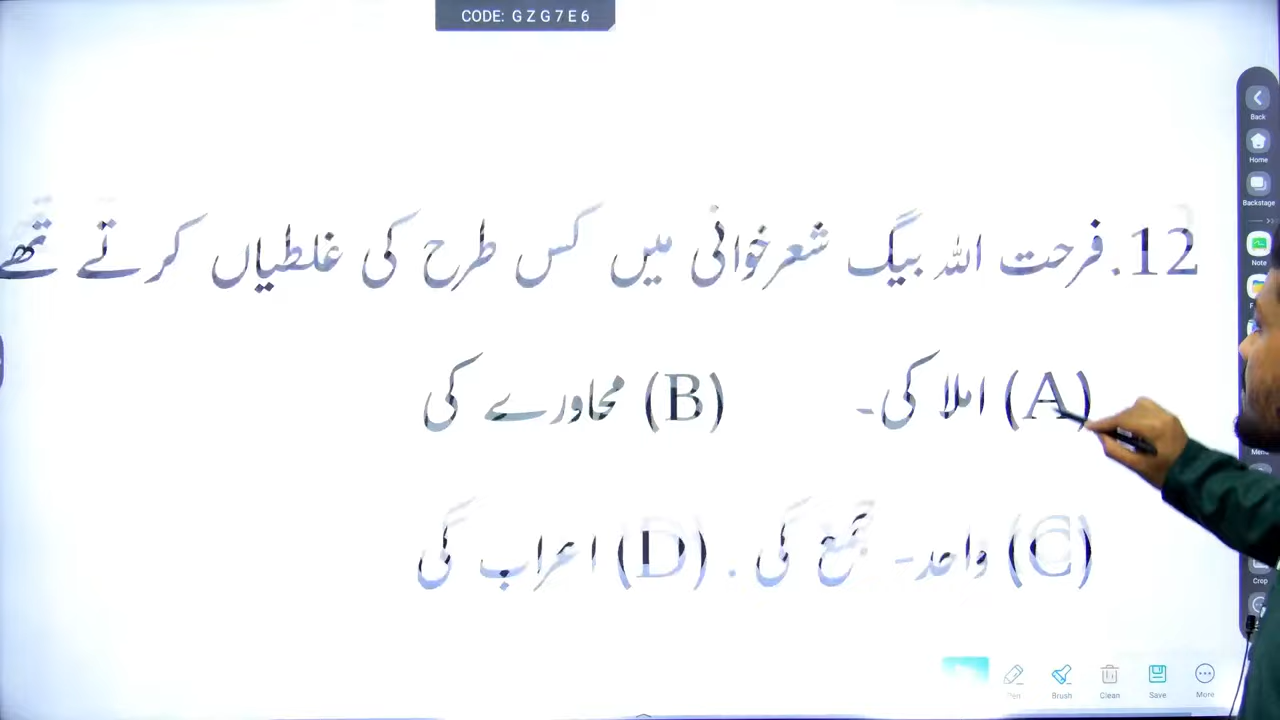 CODE: G Z G 7 E 6
Back
Home
Backstage
Note
12.فرحت اللہ بیگ شعرخوانی میں کس طرح کی غلطیاں کرتے تھے
(A) املا کی۔ (B) محاورے کی
(C) واحد- جمع کی . (D) اعراب کی
Menu
Crop
Pen Brush Clean Save More